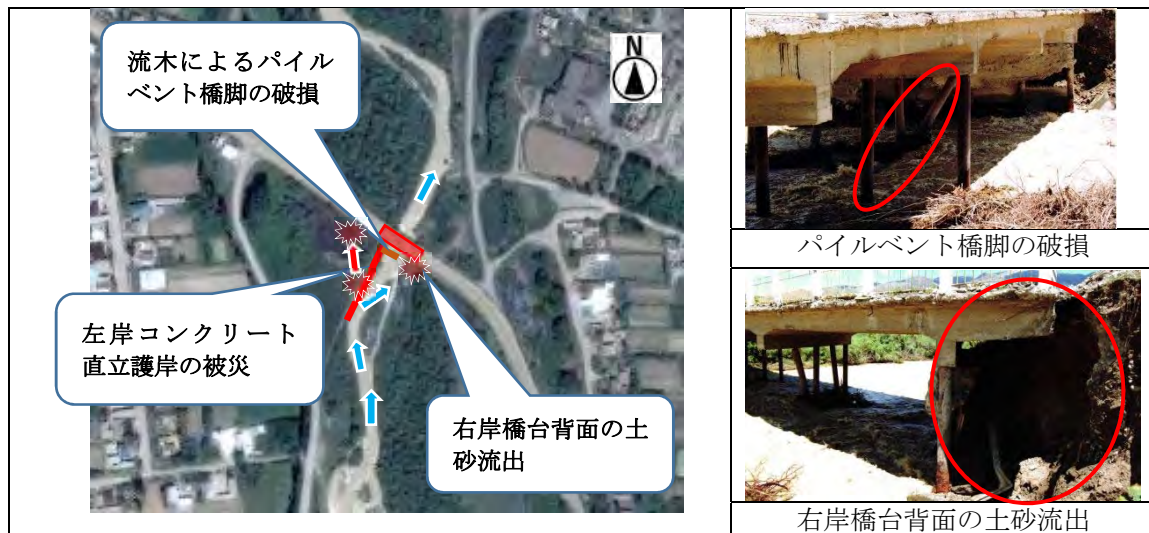 流木によるパイル
ベント橋脚の破損
N
左岸コンクリート
直立護岸の被災
右岸橋台背面の土
砂流出
パイルベント橋脚の破損
右岸橋台背面の土砂流出